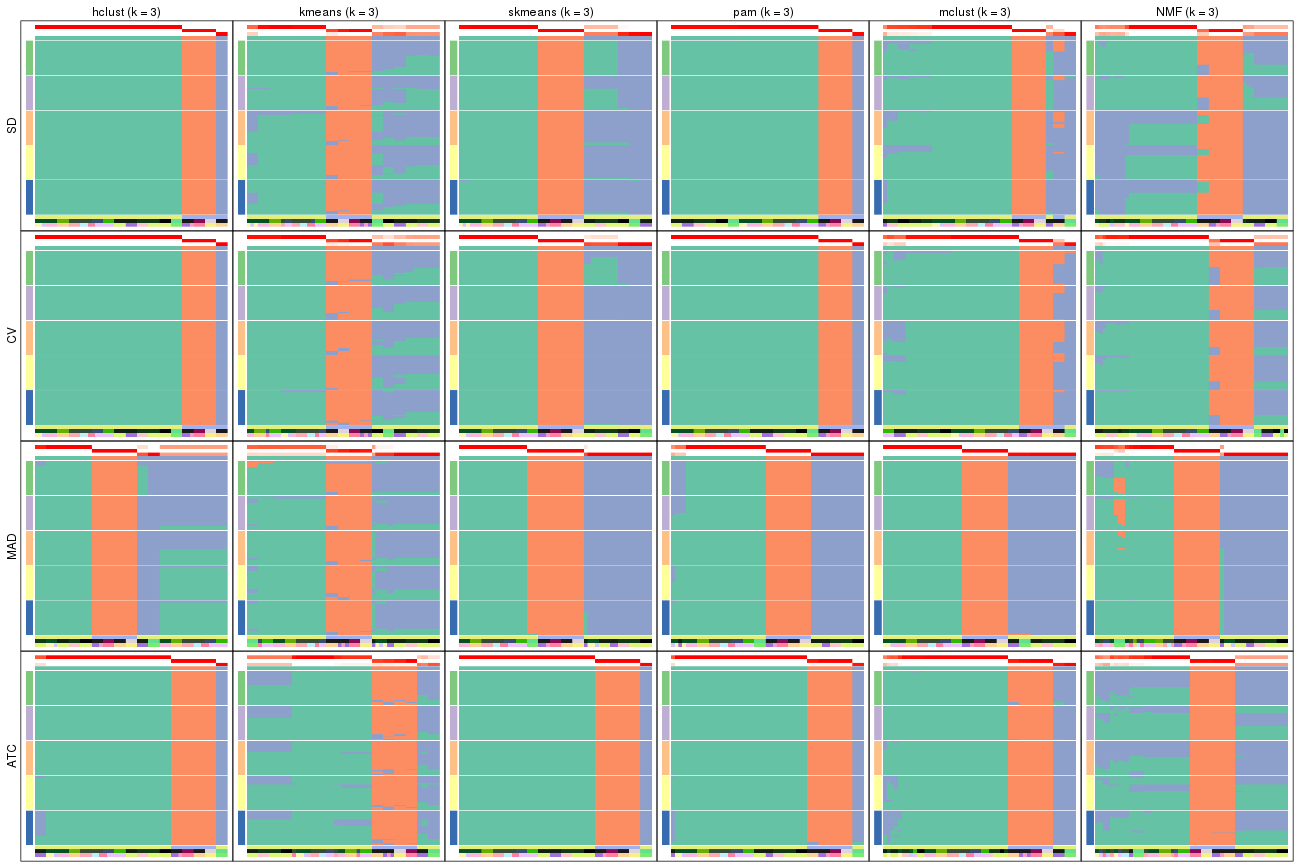 hclust (k = 3)
kmeans (k = 3)
skmeans (k = 3)
pam (k = 3)
mclust (k = 3)
NMF (k = 3)
SD
CV
MAD
ATC